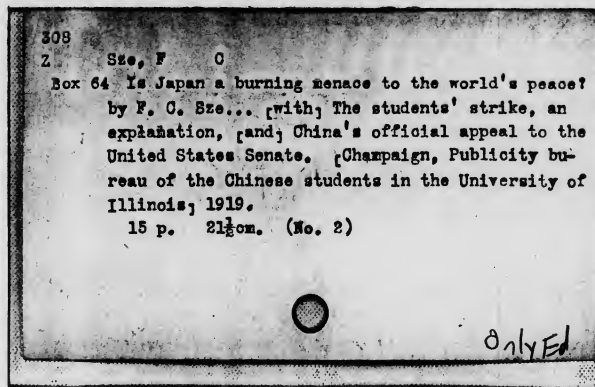 308
Z Sze, F C
Box 64 Is Japan a burning menace to the world's peace?
by F. C. Sze... [with] The students' strike, an
explanation, [and] China's official appeal to the
United States Senate. [Champaign, Publicity bu-
reau of the Chinese students in the University of
Illinois] 1919.
15 p. 21½cm. (No. 2)
Only Ed